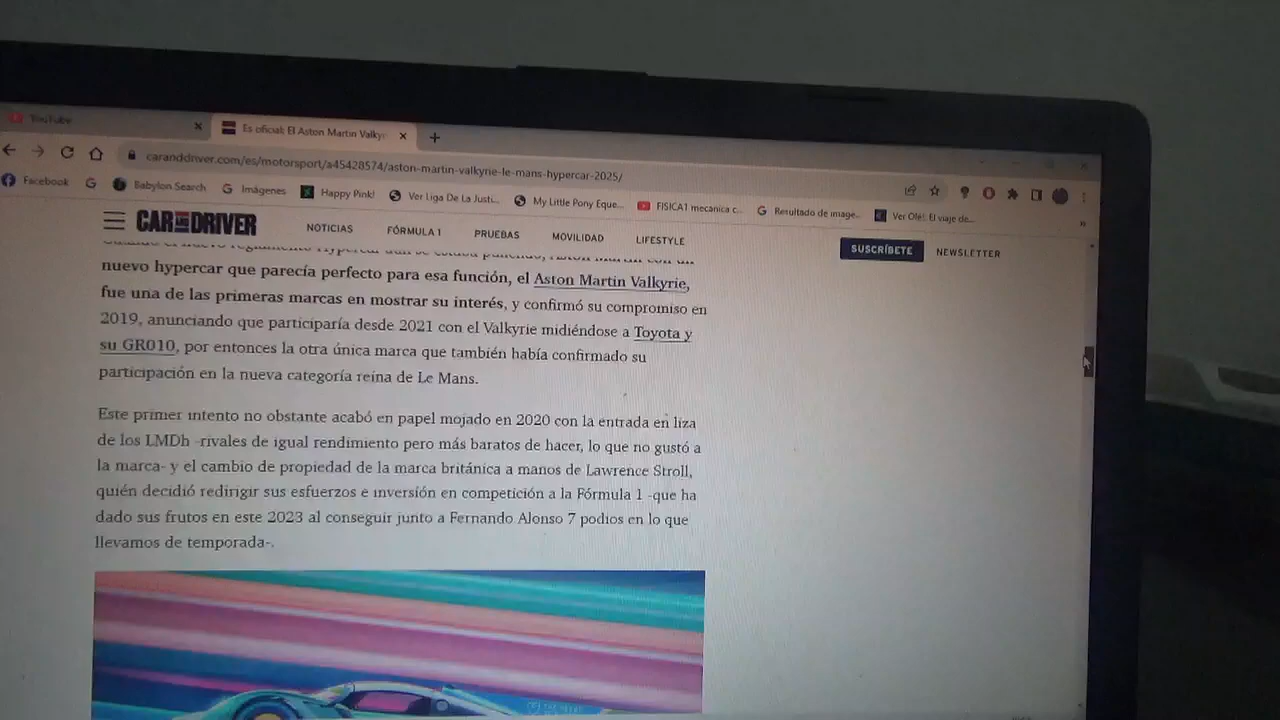 YouTube
Es oficial: El Aston Martin Valkyr
caranddriver.com/es/motorsport/a45428574/aston-martin-valkyrie-le-mans-hypercar-2025/
Facebook
Babylon Search
Imágenes
Happy Pink!
Ver Liga De La Justi...
My Little Pony Eque...
FISICA1 mecanica c...
Resultado de image...
Ver Olé!: El viaje de...
CAR AND DRIVER
NOTICIAS
FÓRMULA 1
PRUEBAS
MOVILIDAD
LIFESTYLE
SUSCRÍBETE
NEWSLETTER
nuevo hypercar que parecía perfecto para esa función, el Aston Martin Valkyrie,
fue una de las primeras marcas en mostrar su interés, y confirmó su compromiso en
2019, anunciando que participaría desde 2021 con el Valkyrie midiéndose a Toyota y
su GR010, por entonces la otra única marca que también había confirmado su
participación en la nueva categoría reina de Le Mans.
Este primer intento no obstante acabó en papel mojado en 2020 con la entrada en liza
de los LMDh -rivales de igual rendimiento pero más baratos de hacer, lo que no gustó a
la marca- y el cambio de propiedad de la marca británica a manos de Lawrence Stroll,
quién decidió redirigir sus esfuerzos e inversión en competición a la Fórmula 1 -que ha
dado sus frutos en este 2023 al conseguir junto a Fernando Alonso 7 podios en lo que
llevamos de temporada-.